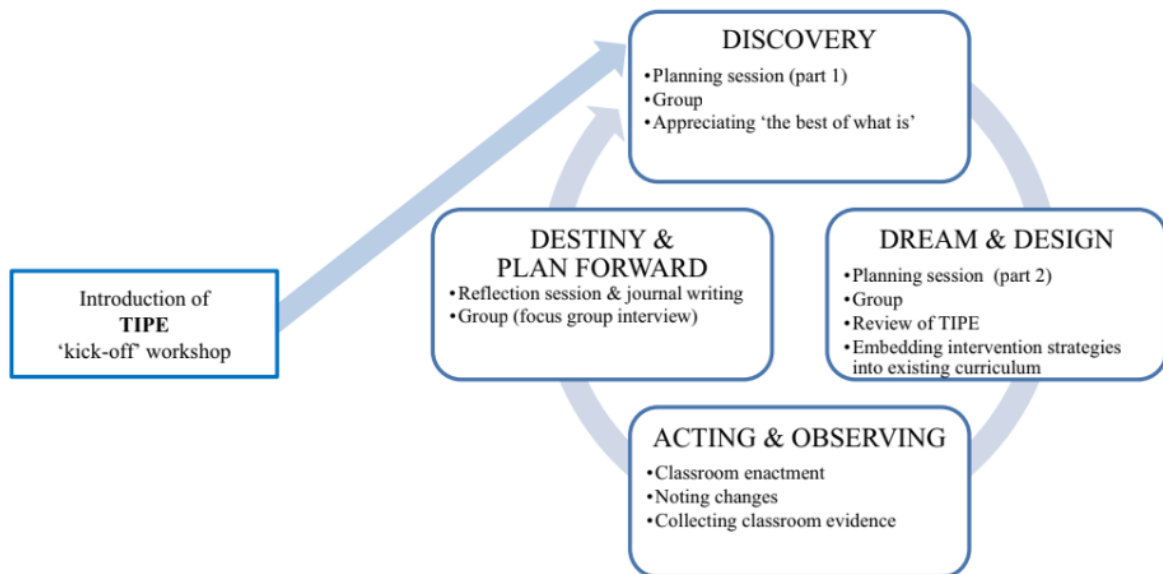 DISCOVERY
•Planning session (part 1)
•Group
•Appreciating ‘the best of what is’
DESTINY &
PLAN FORWARD
•Reflection session & journal writing
•Group (focus group interview)
DREAM & DESIGN
•Planning session  (part 2)
•Group
•Review of TIPE
•Embedding intervention strategies
into existing curriculum
Introduction of
TIPE
‘kick-off’ workshop
ACTING & OBSERVING
•Classroom enactment
•Noting changes
•Collecting classroom evidence